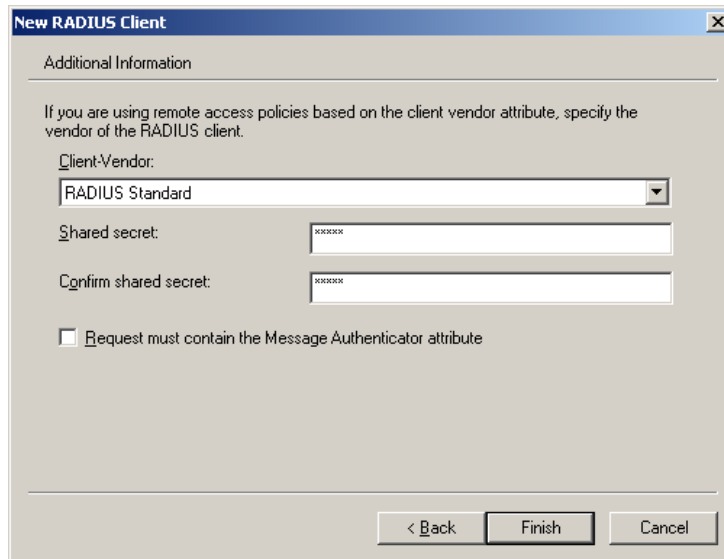 New RADIUS Client
Additional Information
If you are using remote access policies based on the client vendor attribute, specify the
vendor of the RADIUS client.
Client-Vendor:
RADIUS Standard
Shared secret:
*****
Confirm shared secret:
*****
Request must contain the Message Authenticator attribute
< Back
Finish
Cancel